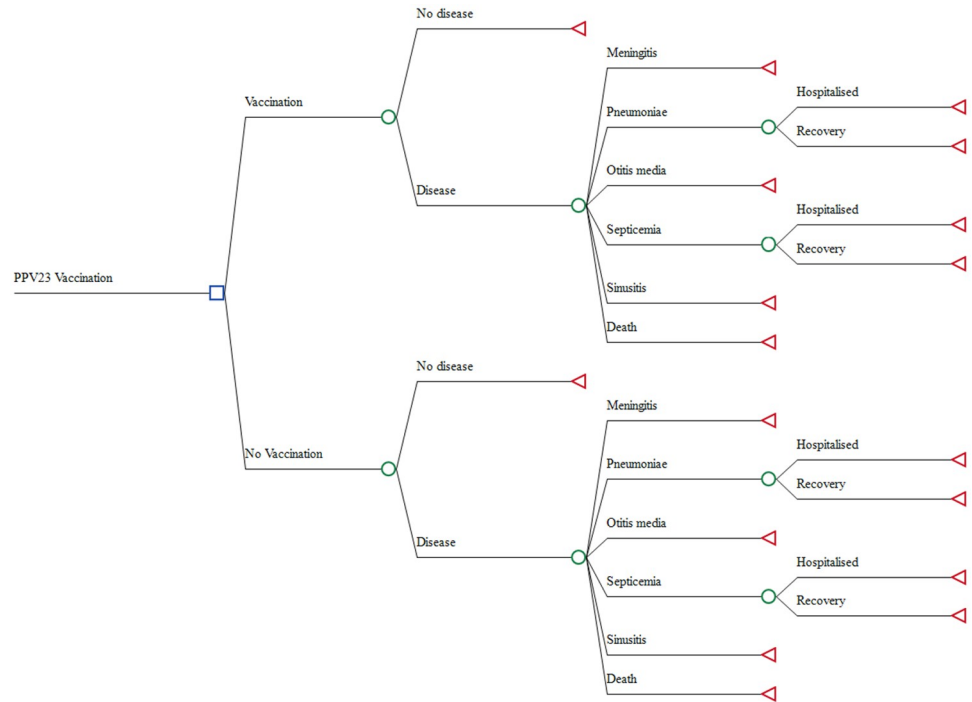 No disease
Meningitis
Vaccination
Hospitalised
Pneumoniae
Recovery
Otitis media
Disease
Hospitalised
Septicemia
Recovery
PPV23 Vaccination
Sinusitis
Death
No disease
Meningitis
Hospitalised
No Vaccination
Pneumoniae
Recovery
Otitis media
Disease
Hospitalised
Septicemia
Recovery
Sinusitis
Death